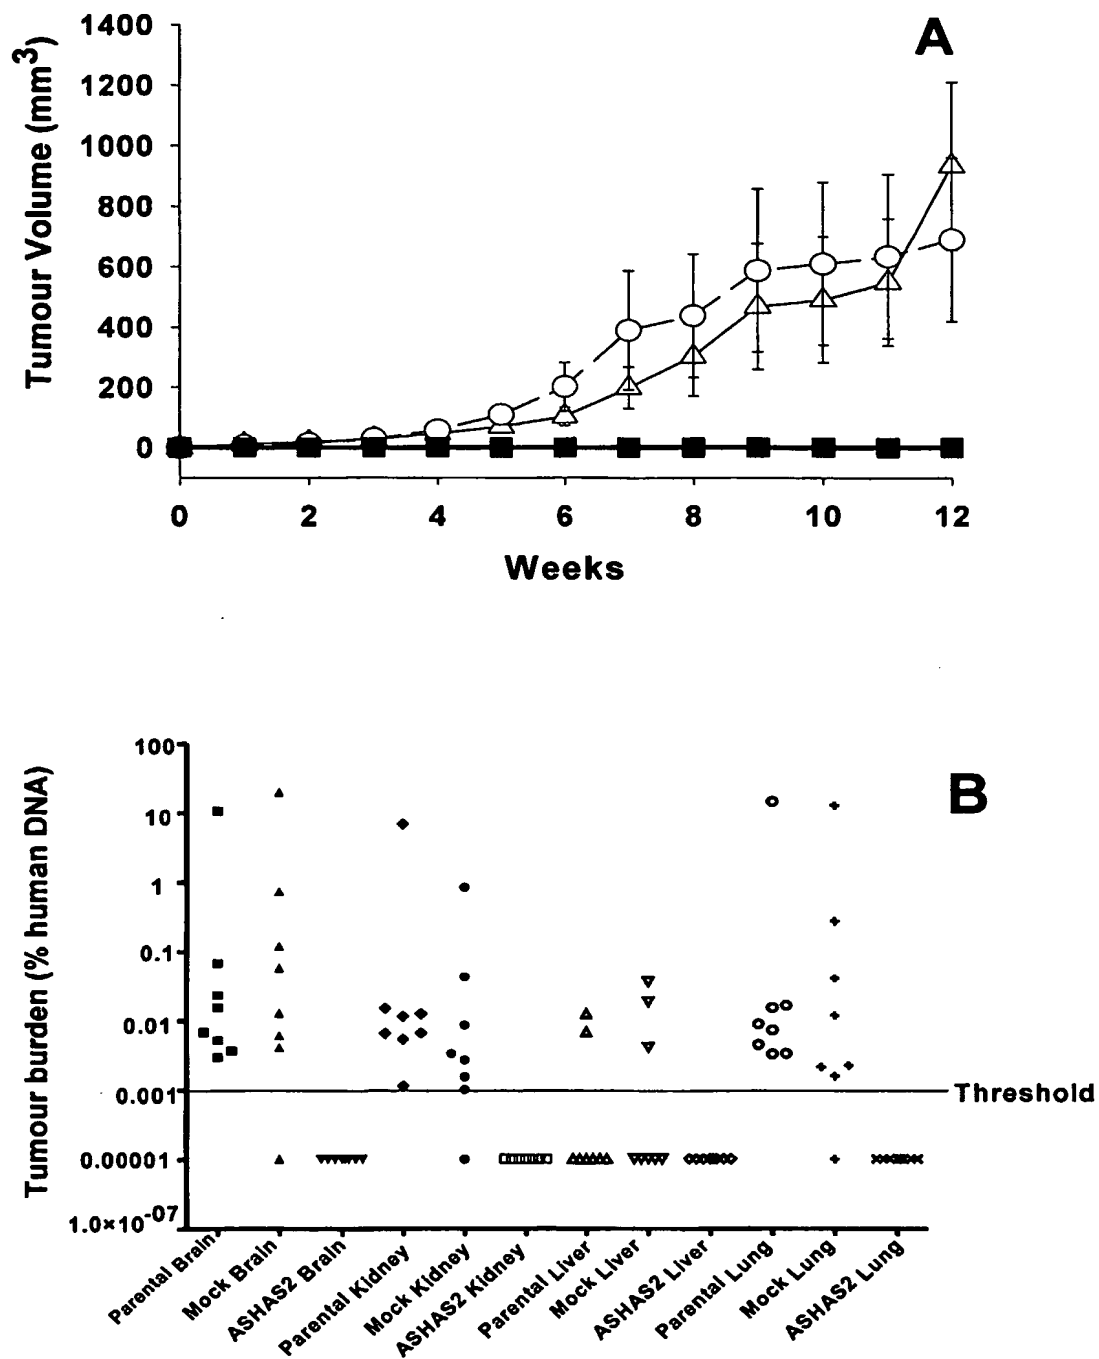 A
Tumour Volume (mm³)
1400
1200
1000
800
600
400
200
0
0 2 4 6 8 10 12
Weeks
B
Tumour burden (% human DNA)
100
10
1
0.1
0.01
0.001
Threshold
0.00001
1.0×10-07
Parental Brain
Mock Brain
ASHAS2 Brain
Parental Kidney
Mock Kidney
ASHAS2 Kidney
Parental Liver
Mock Liver
ASHAS2 Liver
Parental Lung
Mock Lung
ASHAS2 Lung